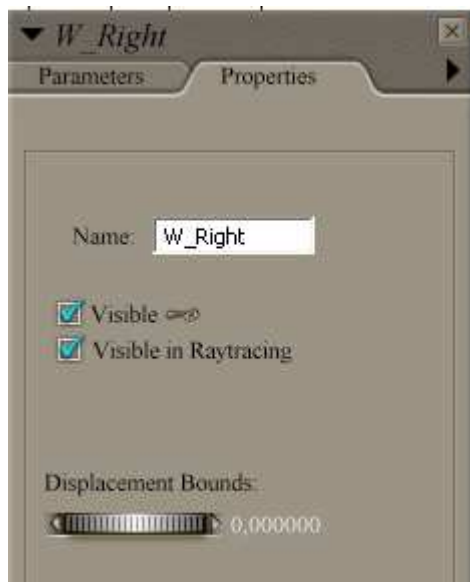 W_Right
Parameters Properties
Name: W_Right
Visible
Visible in Raytracing
Displacement Bounds:
0,000000